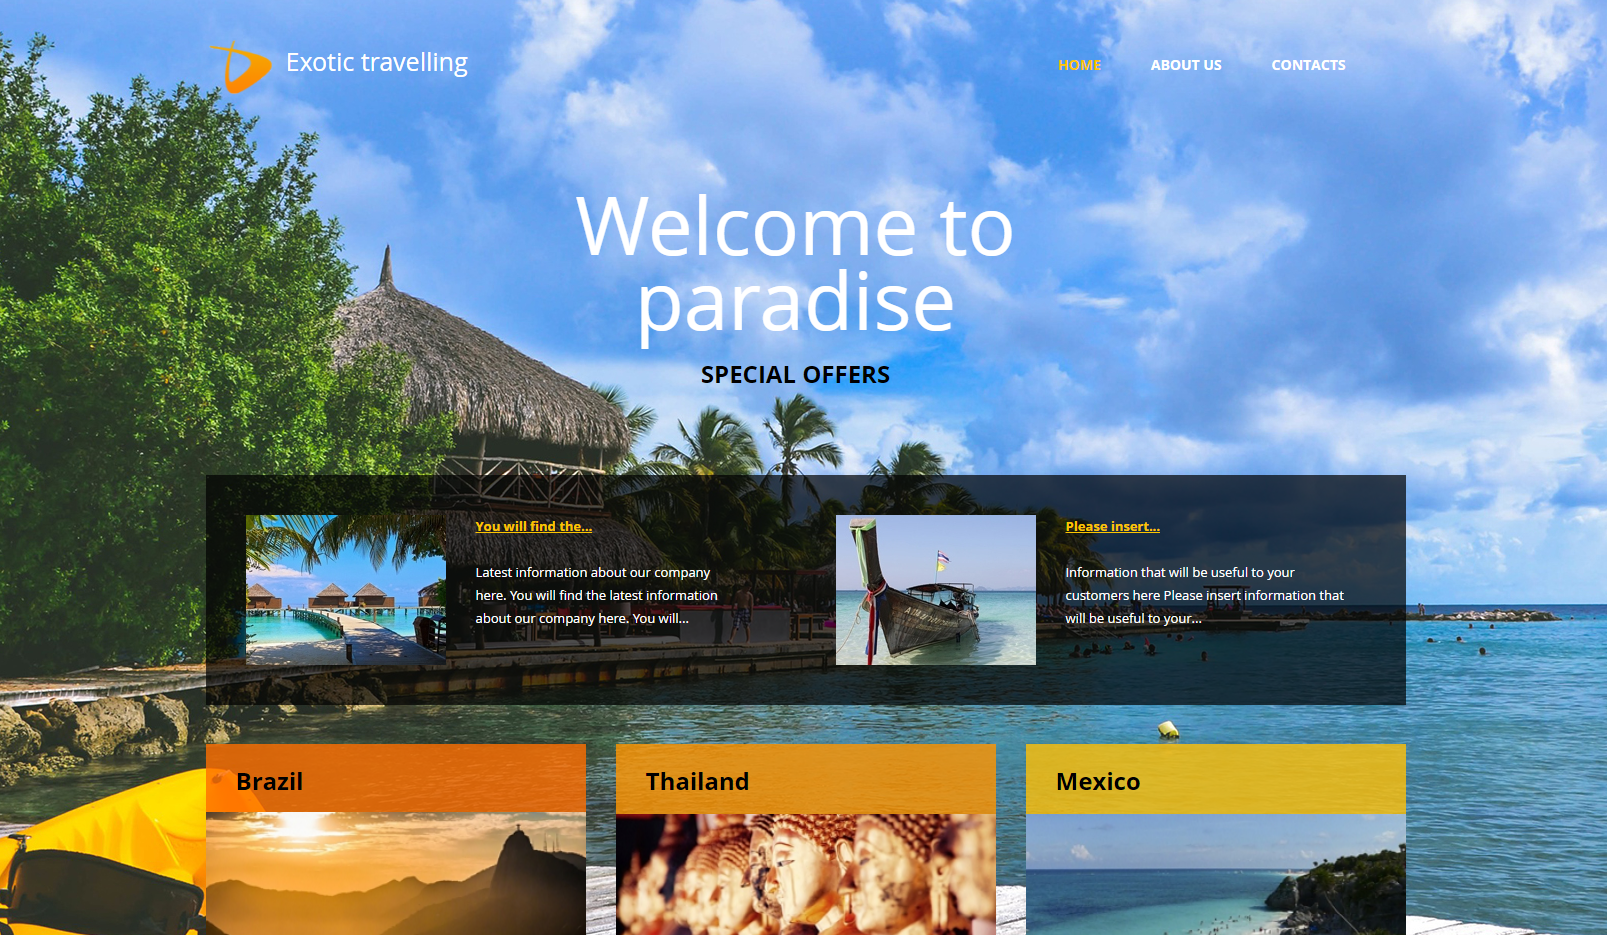 Exotic travelling
HOME
ABOUT US
CONTACTS
Welcome to
paradise
SPECIAL OFFERS
You will find the...
Latest information about our company
here. You will find the latest information
about our company here. You will...
Please insert...
Information that will be useful to your
customers here Please insert information that
will be useful to your...
Brazil
Thailand
Mexico